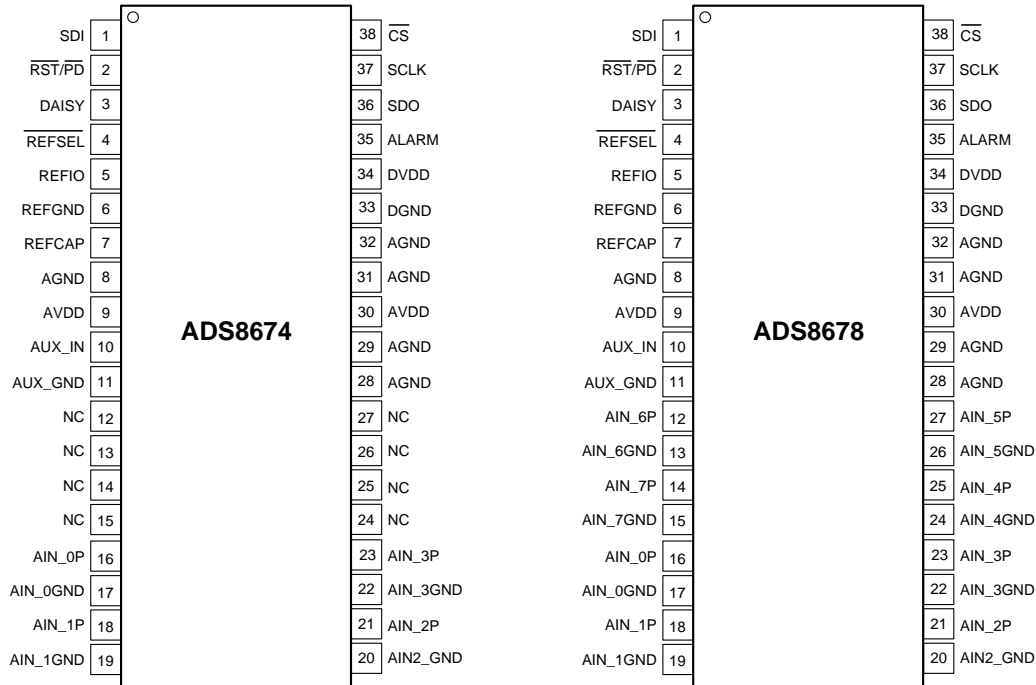 SDI 1 38 CS
RST/PD 2 37 SCLK
DAISY 3 36 SDO
REFSEL 4 35 ALARM
REFIO 5 34 DVDD
REFGND 6 33 DGND
REFCAP 7 32 AGND
AGND 8 31 AGND
AVDD 9 30 AVDD
ADS8674
AUX_IN 10 29 AGND
AUX_GND 11 28 AGND
NC 12 27 NC
NC 13 26 NC
NC 14 25 NC
NC 15 24 NC
AIN_0P 16 23 AIN_3P
AIN_0GND 17 22 AIN_3GND
AIN_1P 18 21 AIN_2P
AIN_1GND 19 20 AIN2_GND
SDI 1 38 CS
RST/PD 2 37 SCLK
DAISY 3 36 SDO
REFSEL 4 35 ALARM
REFIO 5 34 DVDD
REFGND 6 33 DGND
REFCAP 7 32 AGND
AGND 8 31 AGND
AVDD 9 30 AVDD
ADS8678
AUX_IN 10 29 AGND
AUX_GND 11 28 AGND
AIN_6P 12 27 AIN_5P
AIN_6GND 13 26 AIN_5GND
AIN_7P 14 25 AIN_4P
AIN_7GND 15 24 AIN_4GND
AIN_0P 16 23 AIN_3P
AIN_0GND 17 22 AIN_3GND
AIN_1P 18 21 AIN_2P
AIN_1GND 19 20 AIN2_GND